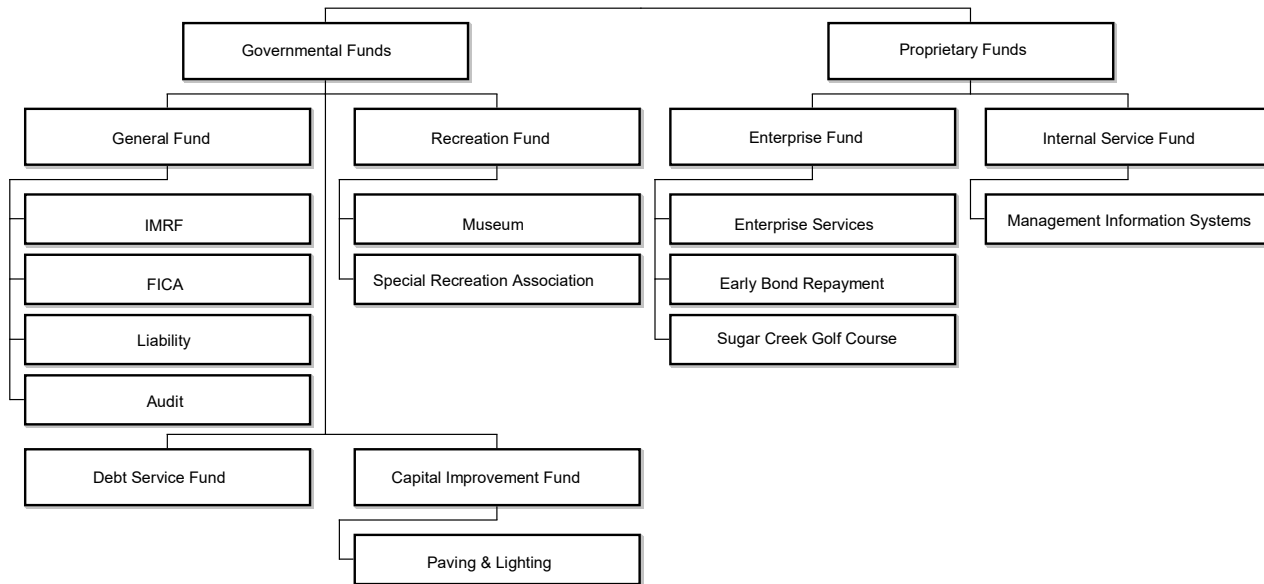 Governmental Funds
Proprietary Funds
General Fund
Recreation Fund
Enterprise Fund
Internal Service Fund
IMRF
Museum
Enterprise Services
Management Information Systems
FICA
Special Recreation Association
Early Bond Repayment
Liability
Sugar Creek Golf Course
Audit
Debt Service Fund
Capital Improvement Fund
Paving & Lighting